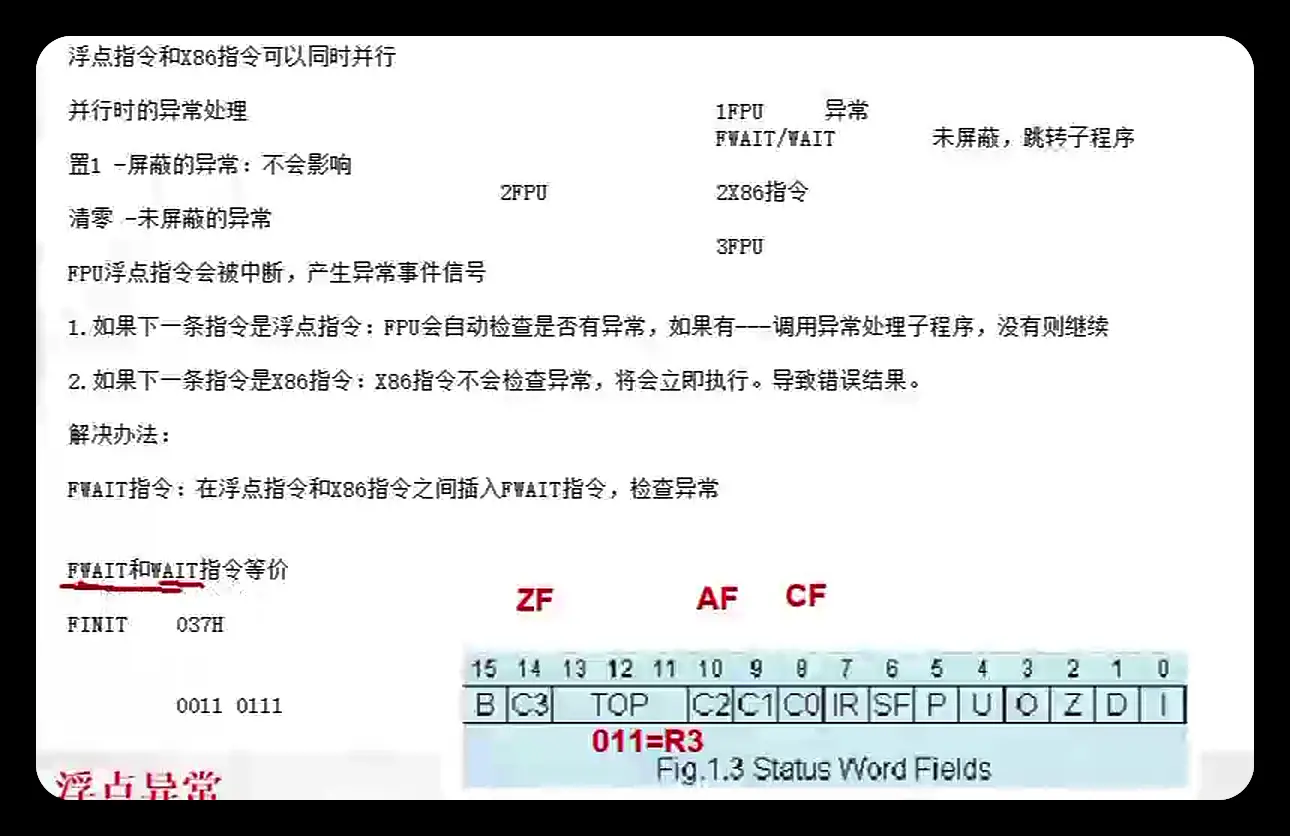 浮点指令和X86指令可以同时并行
并行时的异常处理
1FPU 异常
FWAIT/WAIT 未屏蔽，跳转子程序
置1 -屏蔽的异常：不会影响
2FPU 2X86指令
清零 -未屏蔽的异常
3FPU
FPU浮点指令会被中断，产生异常事件信号
1.如果下一条指令是浮点指令：FPU会自动检查是否有异常，如果有---调用异常处理子程序，没有则继续
2.如果下一条指令是X86指令：X86指令不会检查异常，将会立即执行。导致错误结果。
解决办法：
FWAIT指令：在浮点指令和X86指令之间插入FWAIT指令，检查异常
FWAIT和WAIT指令等价
ZF AF CF
FINIT 037H
15 14 13 12 11 10 9 8 7 6 5 4 3 2 1 0
0011 0111
B C3 TOP C2 C1 C0 IR SF P U O Z D I
011=R3
Fig.1.3 Status Word Fields
浮点异常